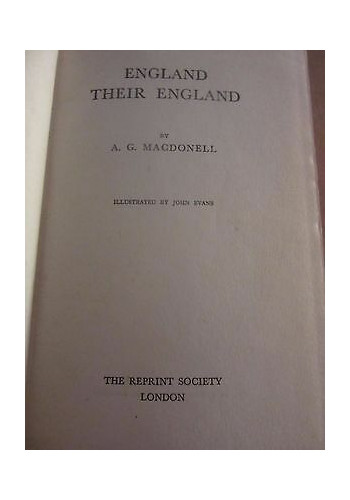 ENGLAND
THEIR ENGLAND
BY
A. G. MACDONELL
ILLUSTRATED BY JOHN EVANS
THE REPRINT SOCIETY
LONDON